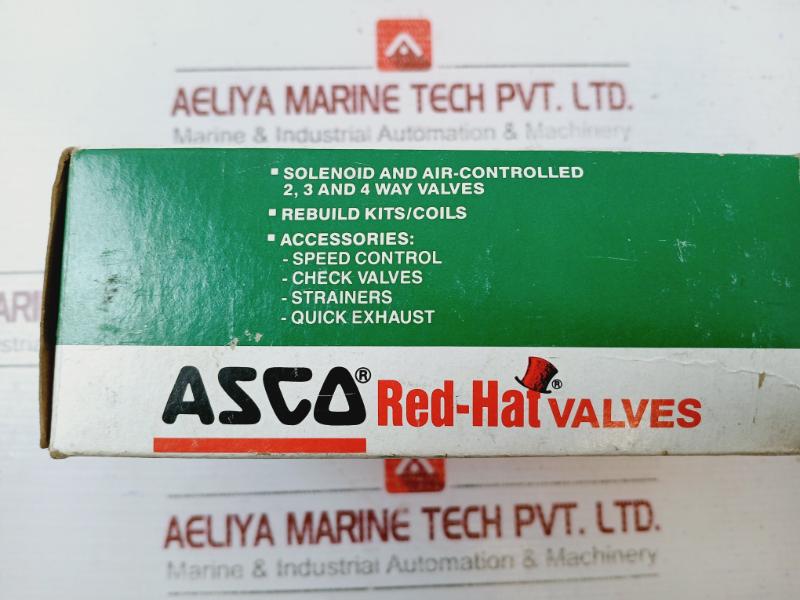 AELIYA MARINE TECH PVT. LTD.
Marine & Industrial Automation & Machinery
▪ SOLENOID AND AIR-CONTROLLED
2, 3 AND 4 WAY VALVES
▪ REBUILD KITS/COILS
▪ ACCESSORIES:
- SPEED CONTROL
- CHECK VALVES
- STRAINERS
- QUICK EXHAUST
ASCO® Red-Hat® VALVES
AELIYA MARINE TECH PVT. LTD.
Marine & Industrial Automation & Machinery